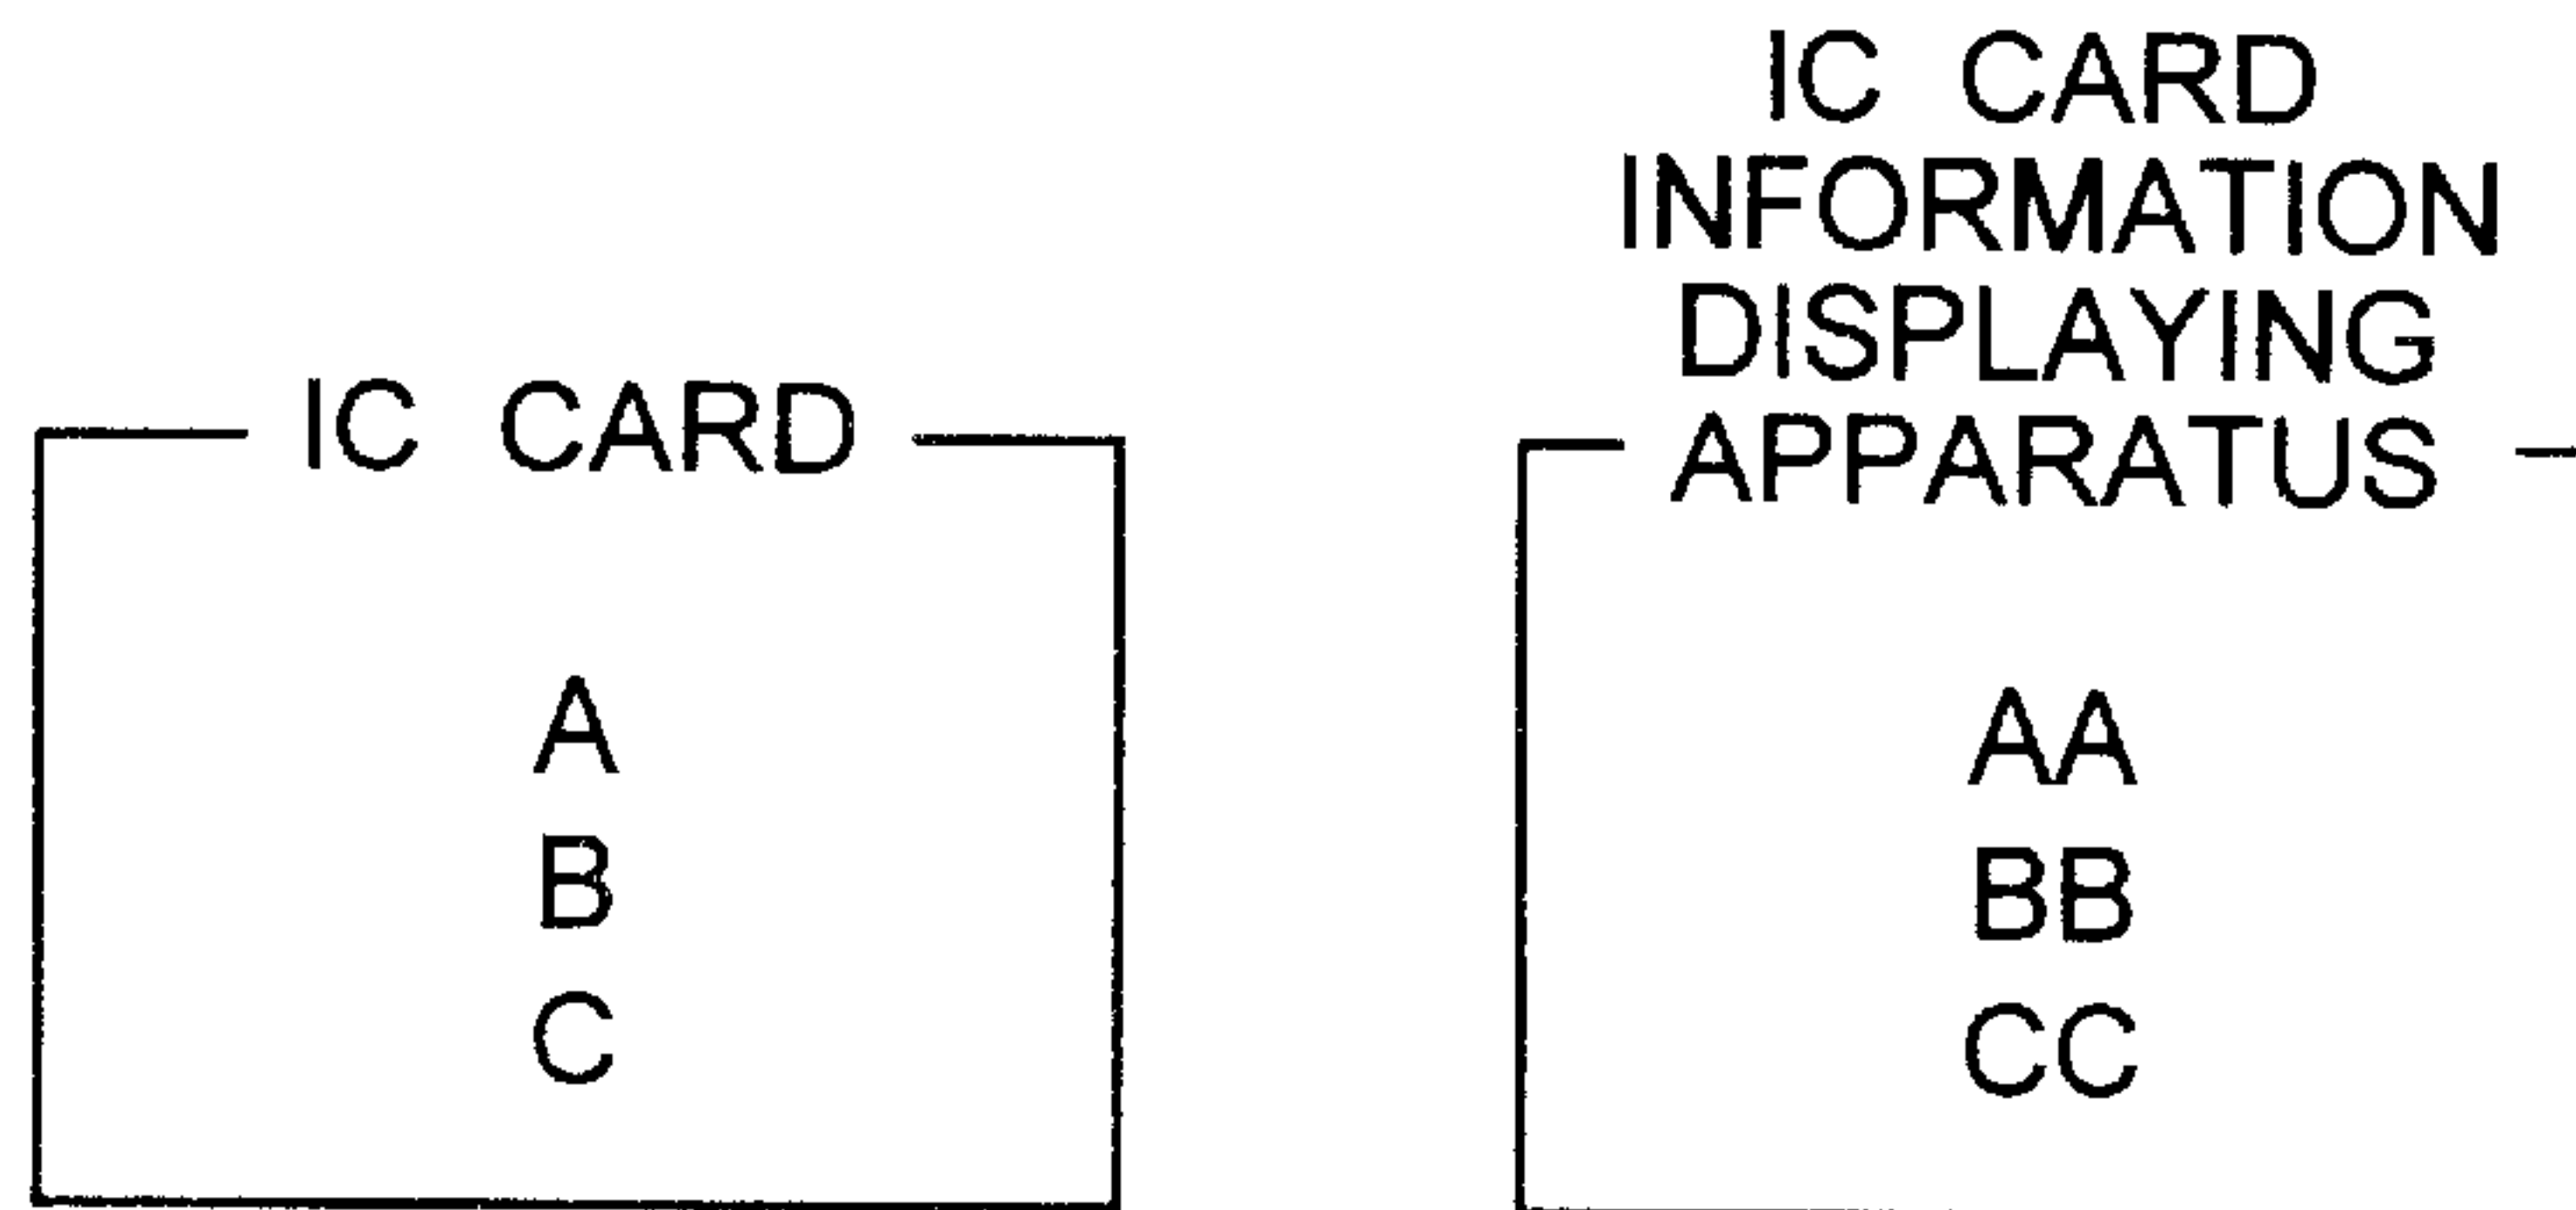 IC CARD
A
B
C
IC CARD
INFORMATION
DISPLAYING
APPARATUS
AA
BB
CC